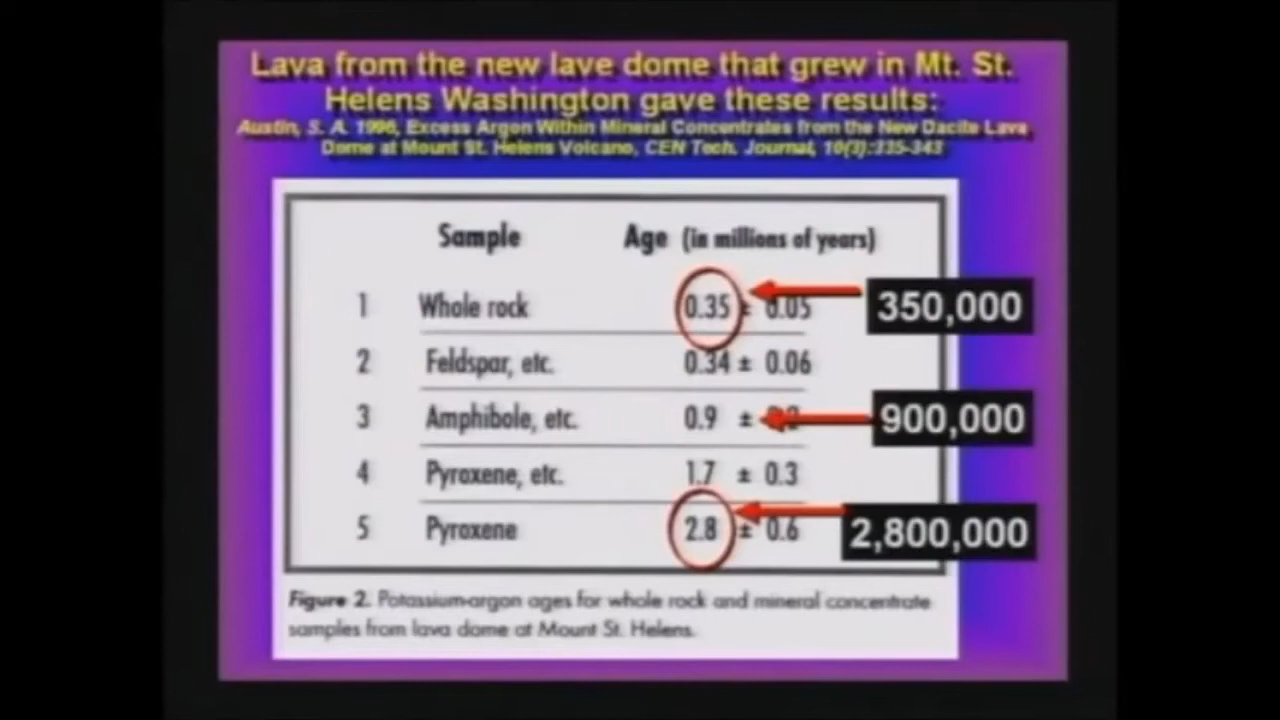 Lava from the new lave dome that grew in Mt. St.
Helens Washington gave these results:
Austin, S. A. 1996, Excess Argon Within Mineral Concentrates from the New Dacite Lava
Dome at Mount St. Helens Volcano, CEN Tech. Journal, 10(3):335-343
Sample Age (in millions of years)
1 Whole rock 0.35 ± 0.05 350,000
2 Feldspar, etc. 0.34 ± 0.06
3 Amphibole, etc. 0.9 ± 900,000
4 Pyroxene, etc. 1.7 ± 0.3
5 Pyroxene 2.8 ± 0.6 2,800,000
Figure 2. Potassium-argon ages for whole rock and mineral concentrate
samples from lava dome at Mount St. Helens.